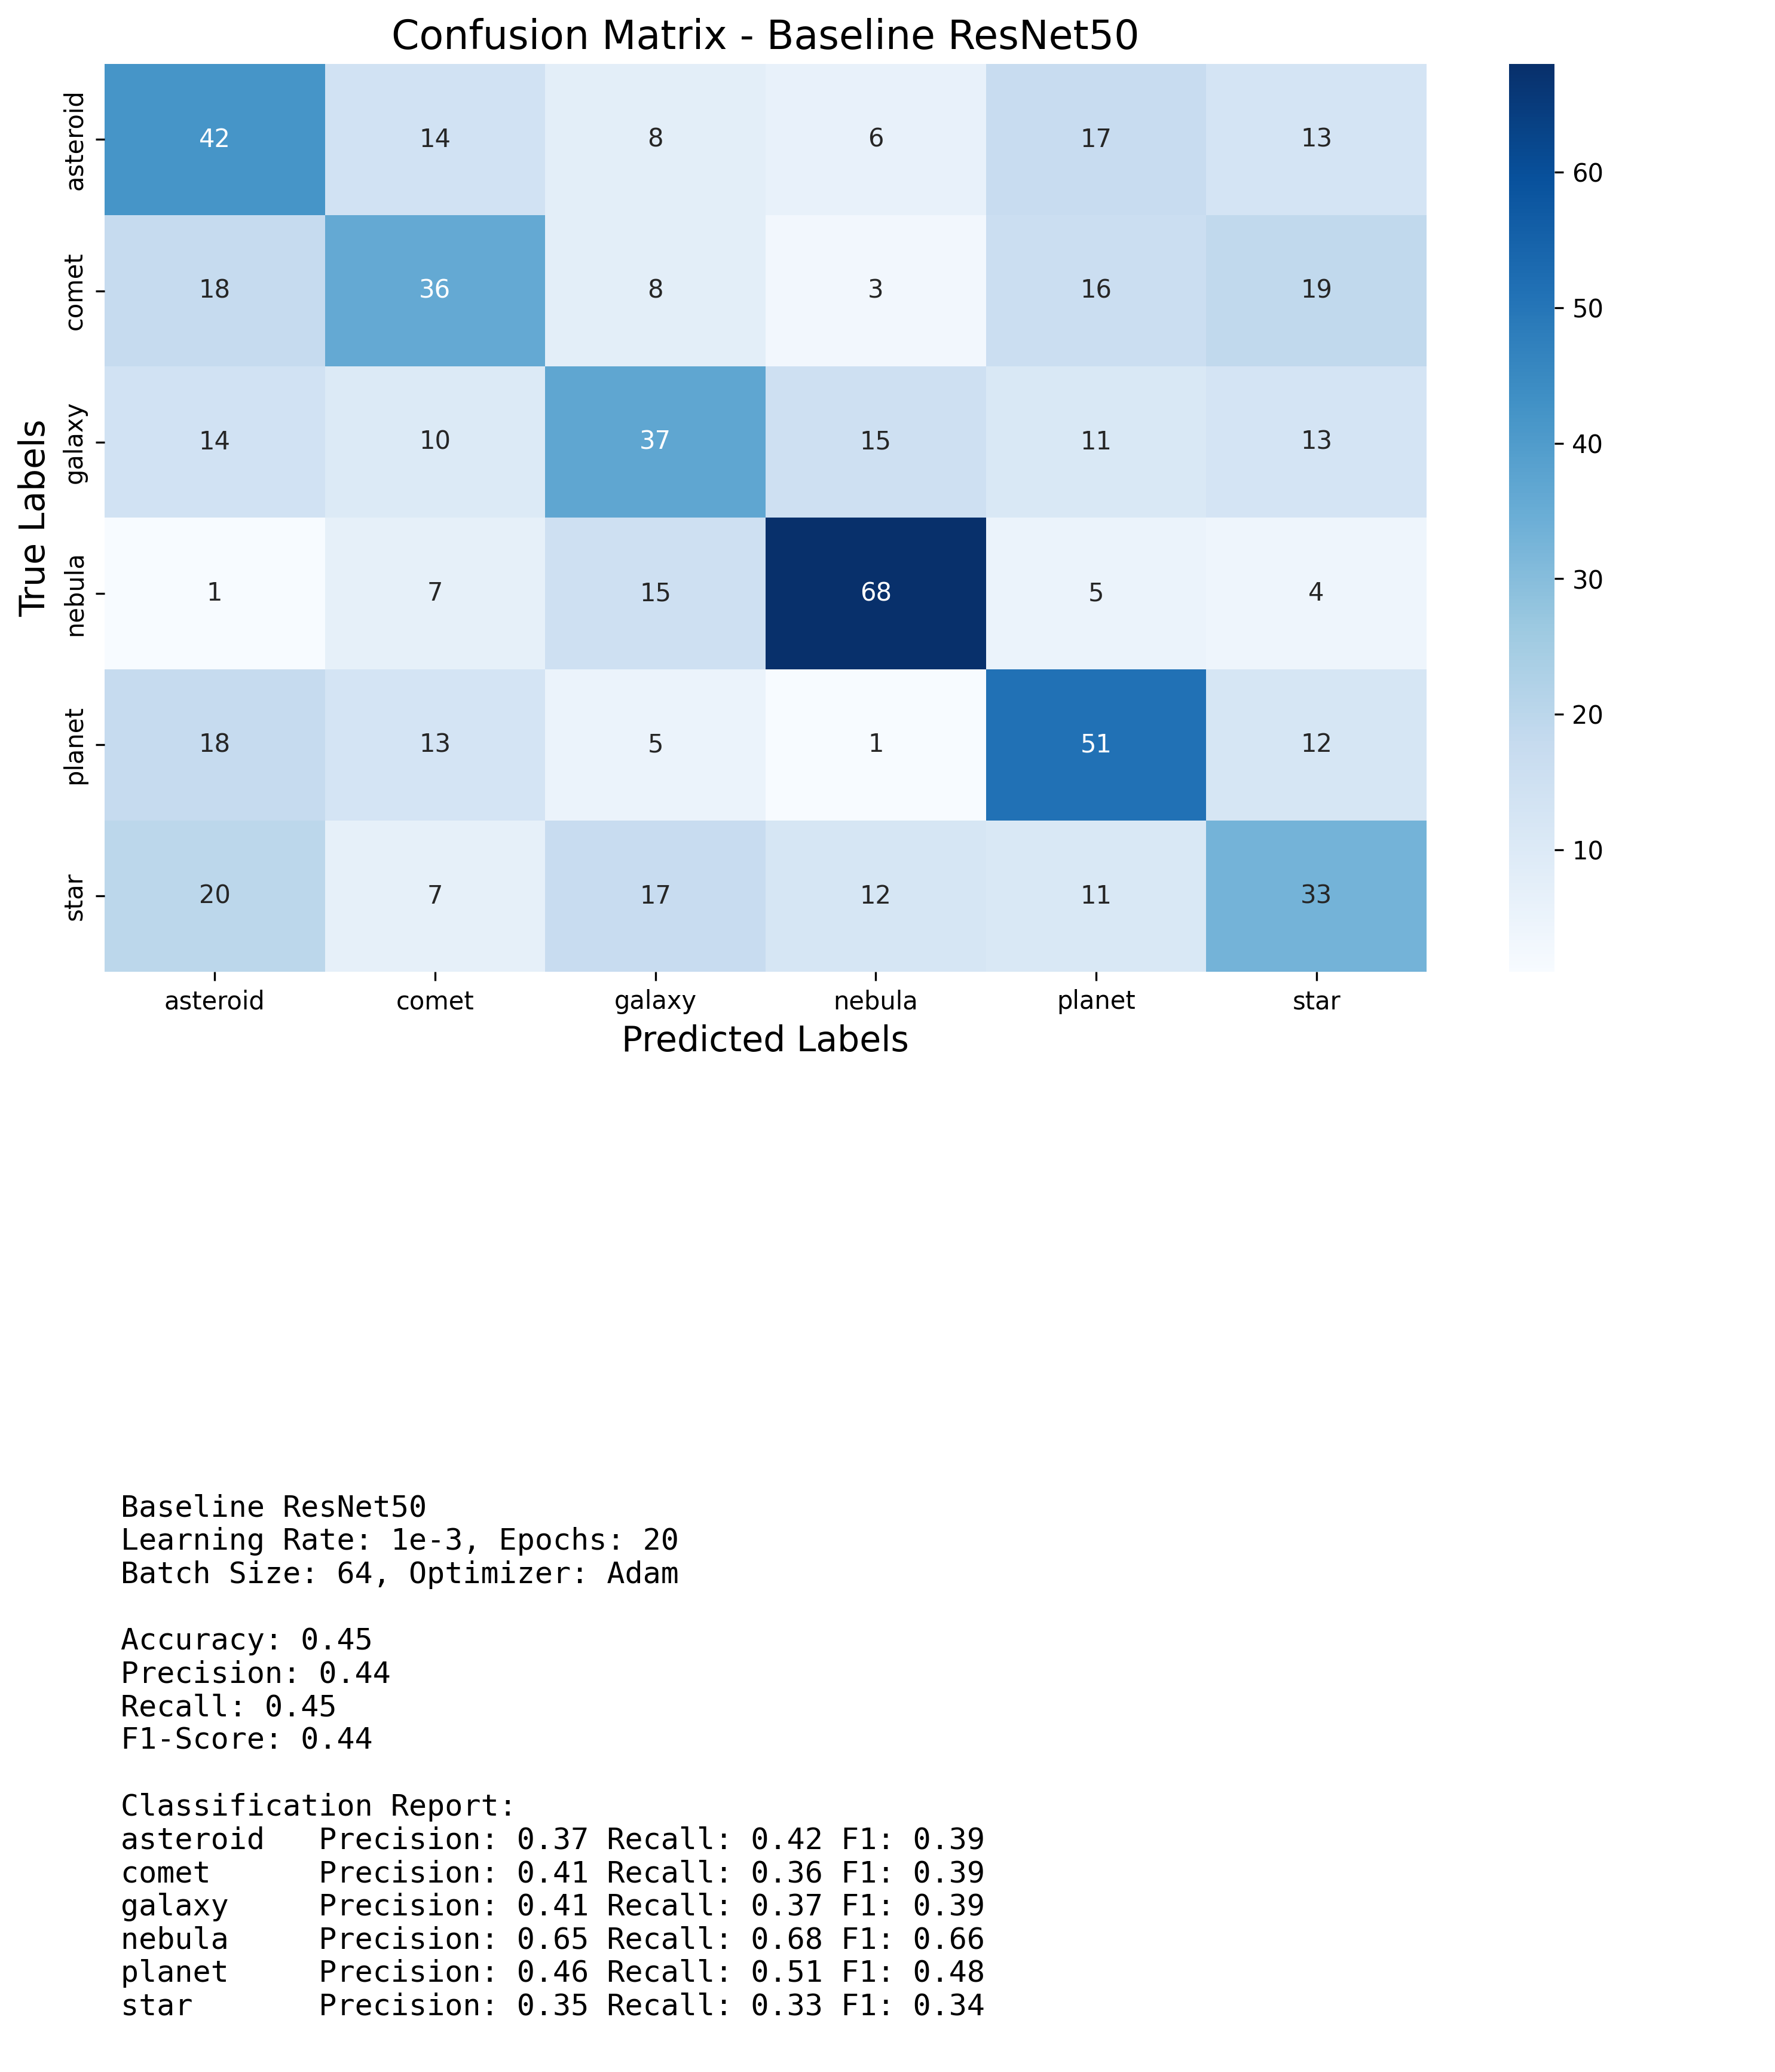 Confusion Matrix - Baseline ResNet50
True Labels
asteroid 42 14 8 6 17 13
comet 18 36 8 3 16 19
galaxy 14 10 37 15 11 13
nebula 1 7 15 68 5 4
planet 18 13 5 1 51 12
star 20 7 17 12 11 33
asteroid comet galaxy nebula planet star
Predicted Labels
60
50
40
30
20
10
Baseline ResNet50
Learning Rate: 1e-3, Epochs: 20
Batch Size: 64, Optimizer: Adam
Accuracy: 0.45
Precision: 0.44
Recall: 0.45
F1-Score: 0.44
Classification Report:
asteroid Precision: 0.37 Recall: 0.42 F1: 0.39
comet Precision: 0.41 Recall: 0.36 F1: 0.39
galaxy Precision: 0.41 Recall: 0.37 F1: 0.39
nebula Precision: 0.65 Recall: 0.68 F1: 0.66
planet Precision: 0.46 Recall: 0.51 F1: 0.48
star Precision: 0.35 Recall: 0.33 F1: 0.34